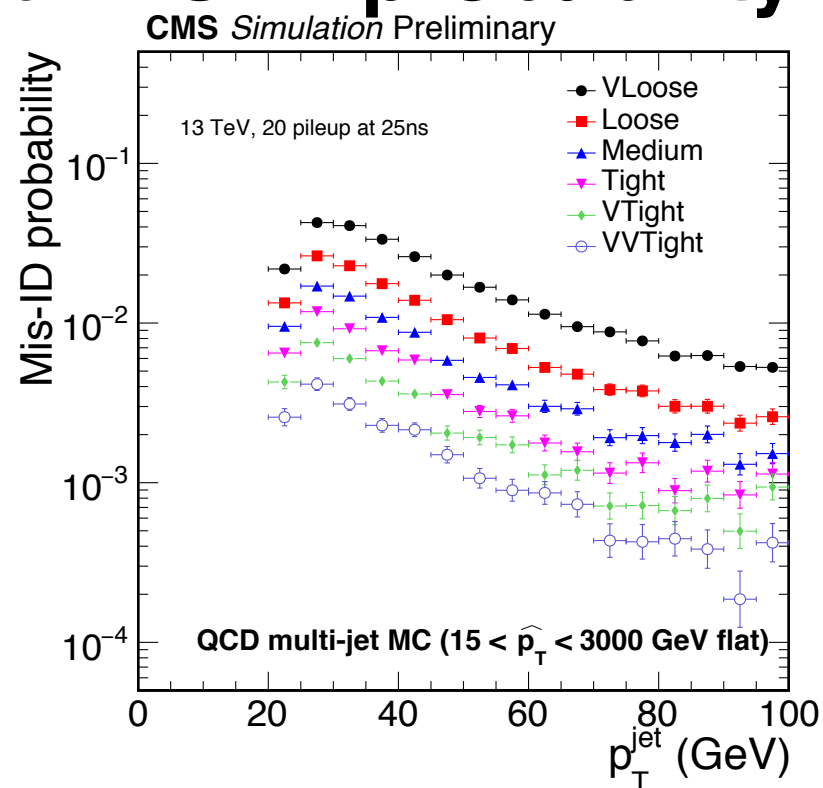 CMS Simulation Preliminary
Mis-ID probability
13 TeV, 20 pileup at 25ns
VLoose
Loose
Medium
Tight
VTight
VVTight
10⁻¹
10⁻²
10⁻³
10⁻⁴
QCD multi-jet MC (15 < p̂_T < 3000 GeV flat)
0 20 40 60 80 100
p_T^jet (GeV)